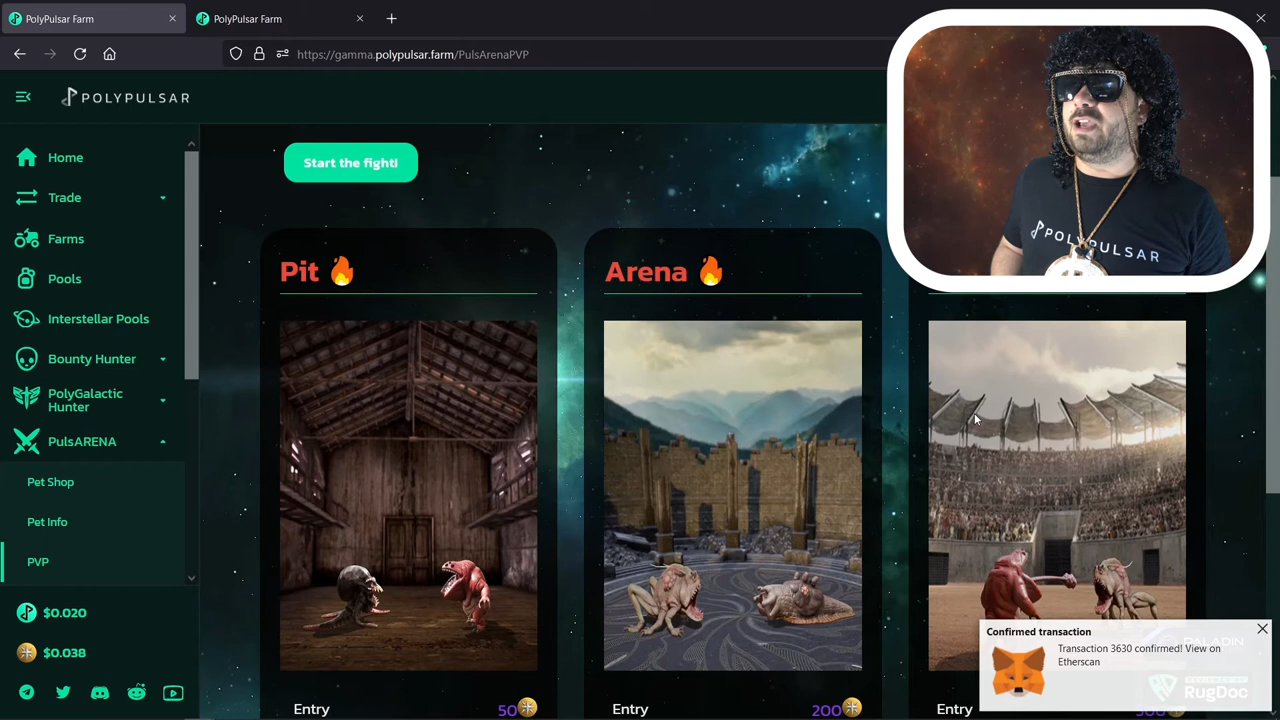 PolyPulsar Farm
PolyPulsar Farm
https://gamma.polypulsar.farm/PulsArenaPVP
POLYPULSAR
Home
Trade
Farms
Pools
Interstellar Pools
Bounty Hunter
PolyGalactic
Hunter
PulsARENA
Pet Shop
Pet Info
PVP
$0.020
$0.038
Start the fight!
Pit
Arena
Entry
50
Entry
200
Entry
POLYPULSAR
Confirmed transaction
Transaction 3630 confirmed! View on
Etherscan
PALADIN
RugDoc